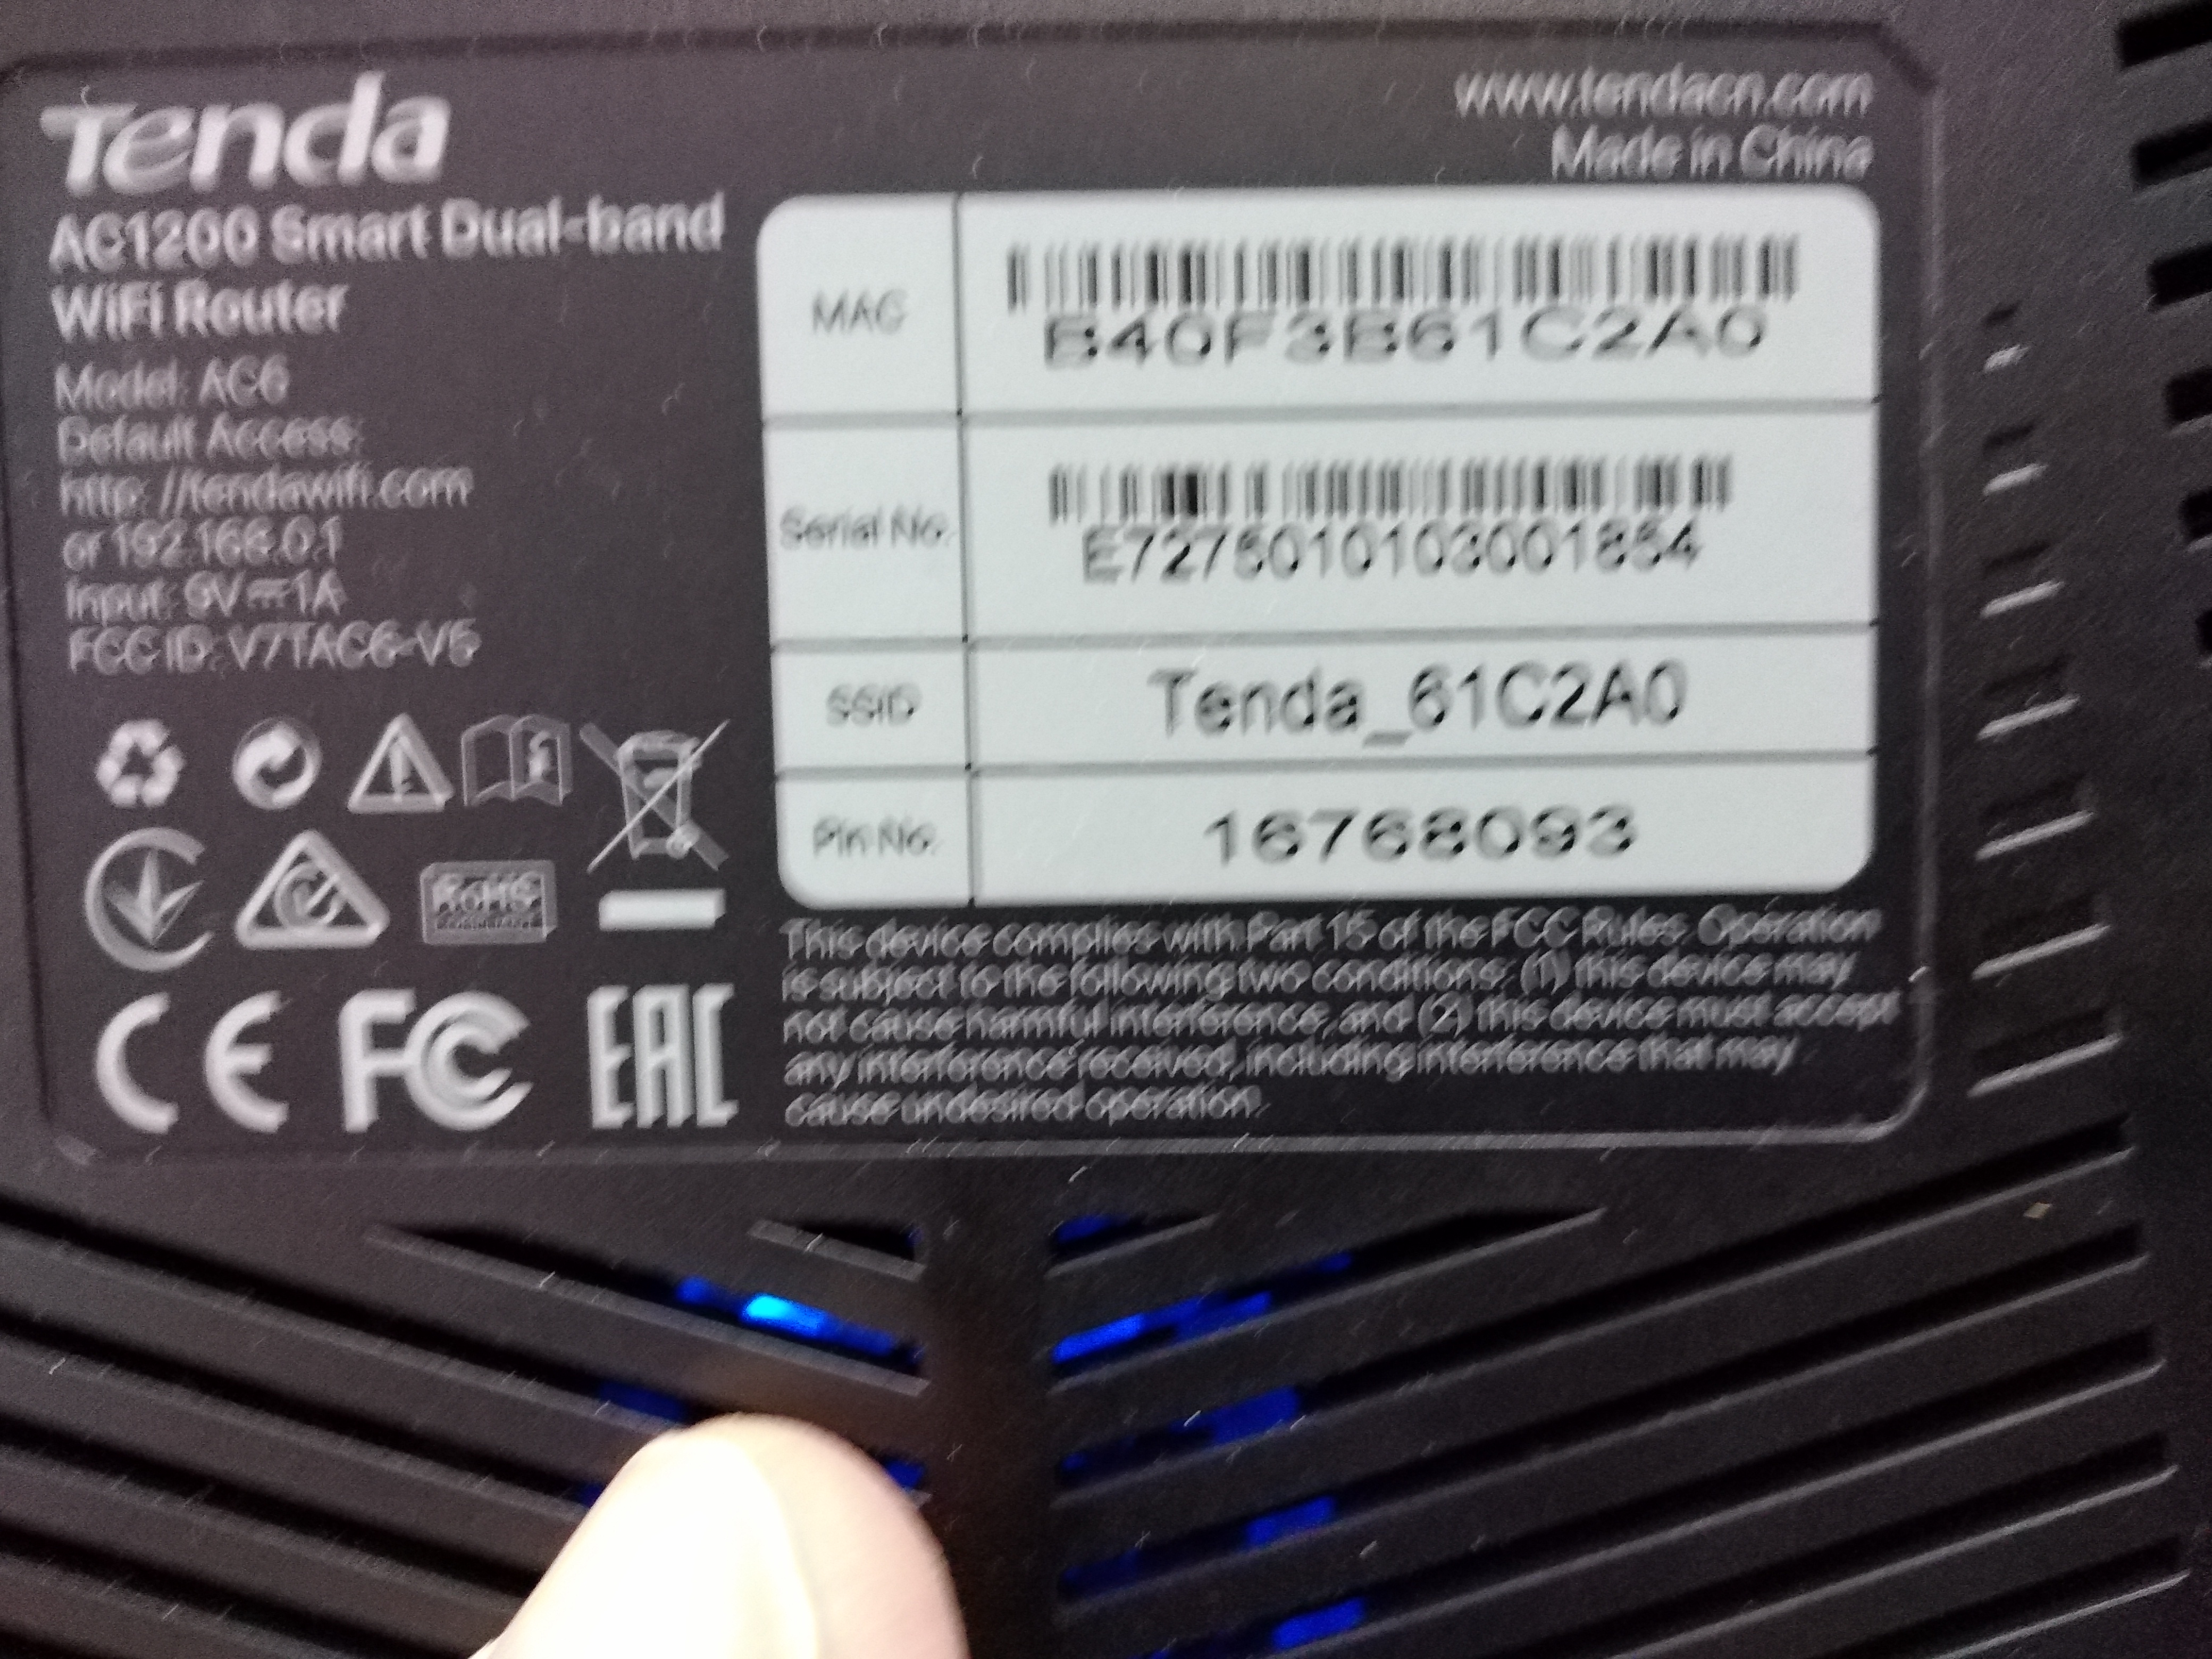 Tenda
www.tendacn.com
Made in China
AC1200 Smart Dual-band
WiFi Router
Model: AC6
Default Access:
http: //tendawifi.com
or 192.168.0.1
Input: 9V⎓1A
FCC ID: V7TAC6-V5
MAC
B40F3B61C2A0
Serial No.
E7275010103001854
SSID
Tenda_61C2A0
Pin No.
16768093
RoHS
COMPLIANT
CE FC EAC
This device complies with Part 15 of the FCC Rules. Operation
is subject to the following two conditions: (1) this device may
not cause harmful interference, and (2) this device must accept
any interference received, including interference that may
cause undesired operation.